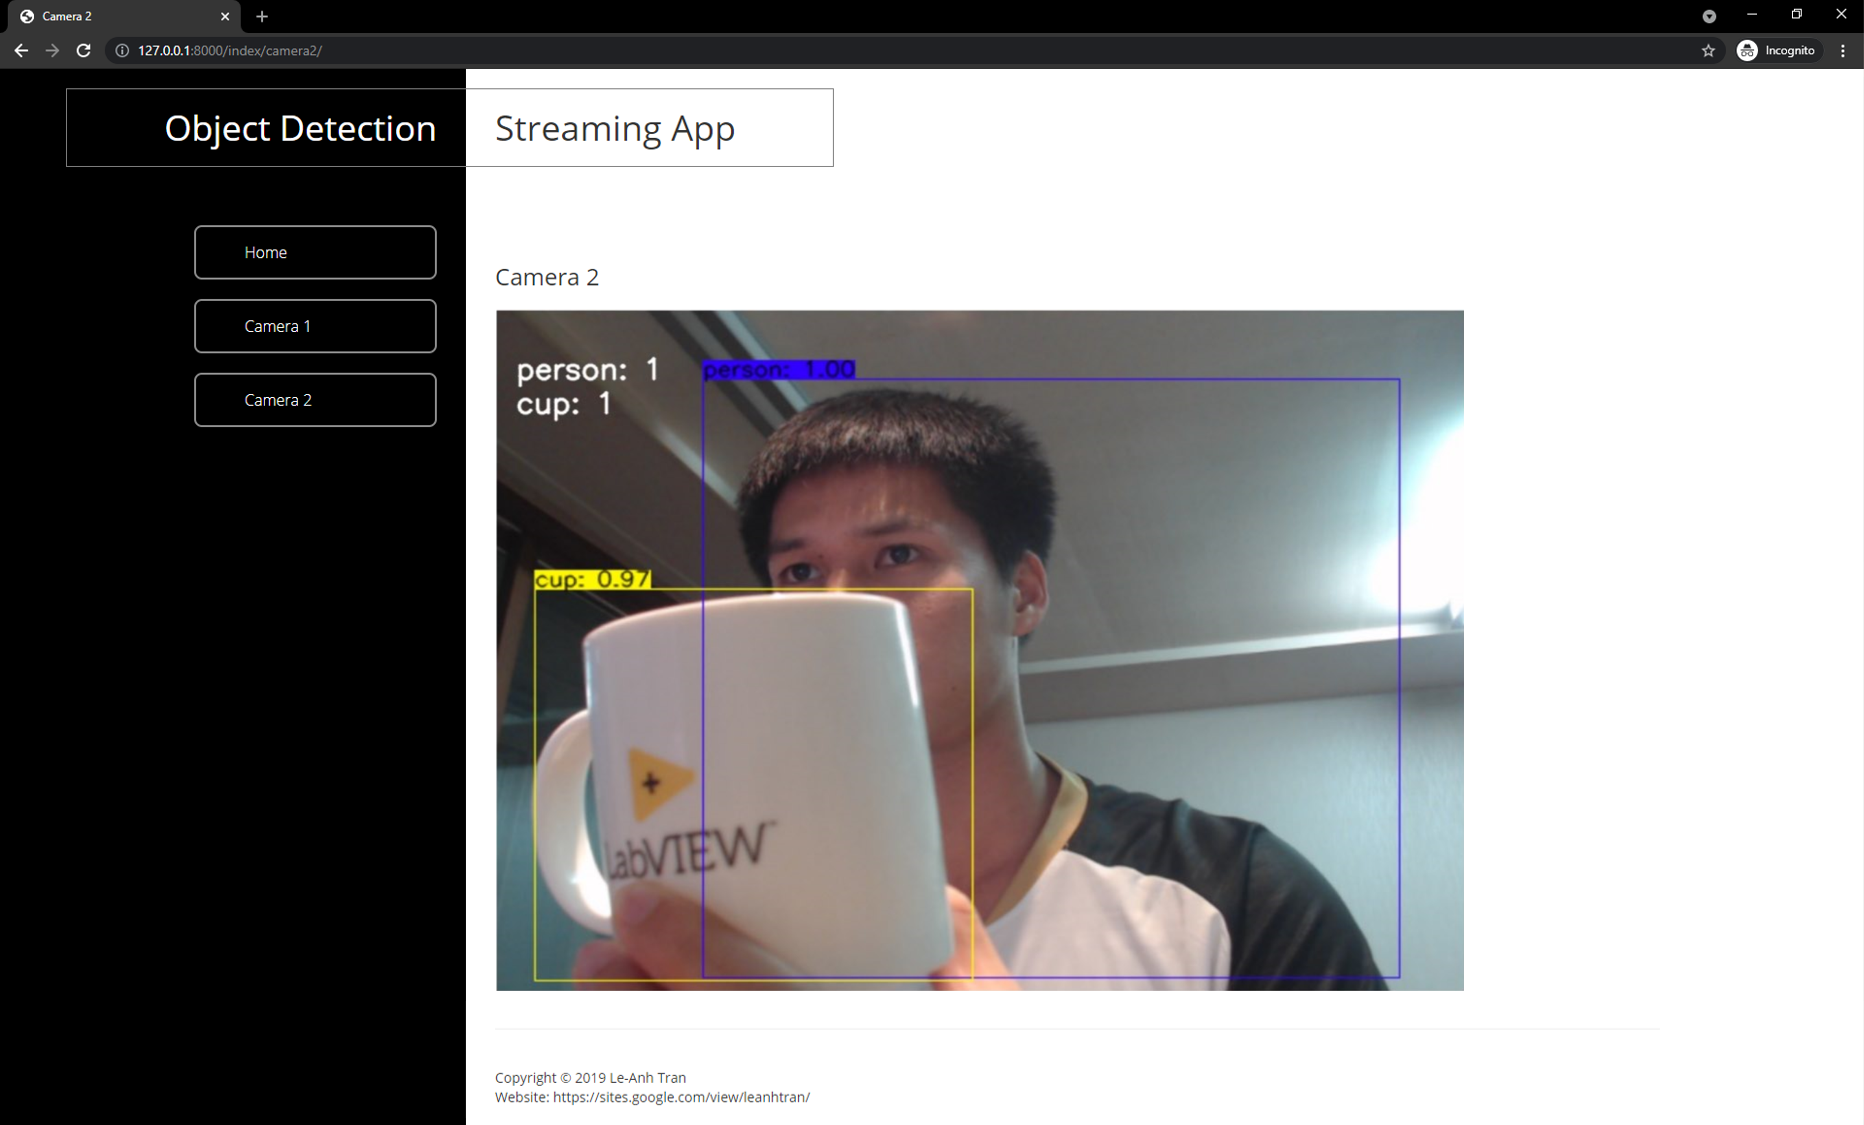 Camera 2
127.0.0.1:8000/index/camera2/
Incognito
Object Detection Streaming App
Home
Camera 1
Camera 2
Camera 2
person: 1
cup: 1
person: 1.00
cup: 0.97
LabVIEW™
Copyright © 2019 Le-Anh Tran
Website: https://sites.google.com/view/leanhtran/